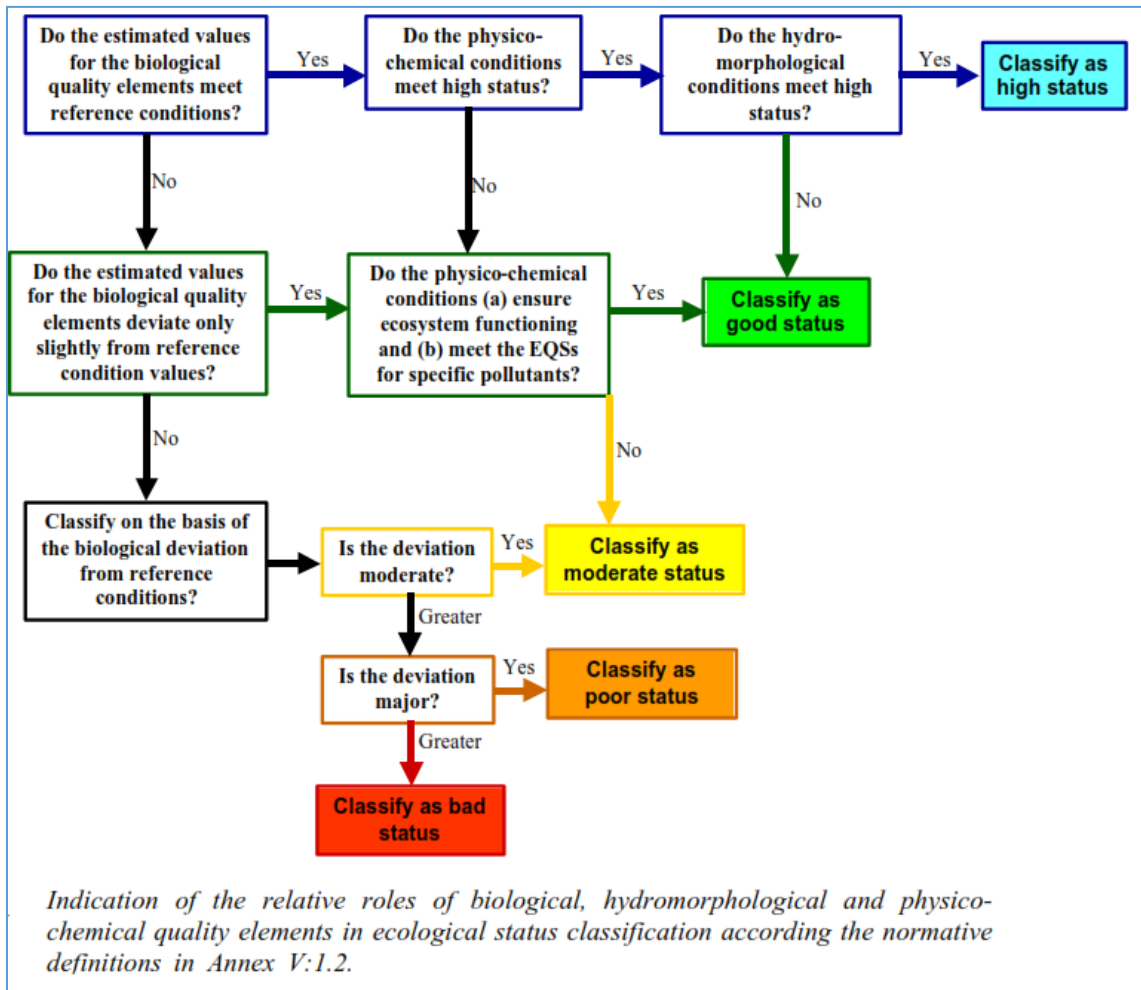 Do the estimated values
for the biological
quality elements meet
reference conditions?
Yes
Do the physico-
chemical conditions
meet high status?
Yes
Do the hydro-
morphological
conditions meet high
status?
Yes
Classify as
high status
No
No
No
Do the estimated values
for the biological quality
elements deviate only
slightly from reference
condition values?
Yes
Do the physico-chemical
conditions (a) ensure
ecosystem functioning
and (b) meet the EQSs
for specific pollutants?
Yes
Classify as
good status
No
No
Classify on the basis of
the biological deviation
from reference
conditions?
Is the deviation
moderate?
Yes
Classify as
moderate status
Greater
Is the deviation
major?
Yes
Classify as
poor status
Greater
Classify as bad
status
Indication of the relative roles of biological, hydromorphological and physico-
chemical quality elements in ecological status classification according the normative
definitions in Annex V:1.2.